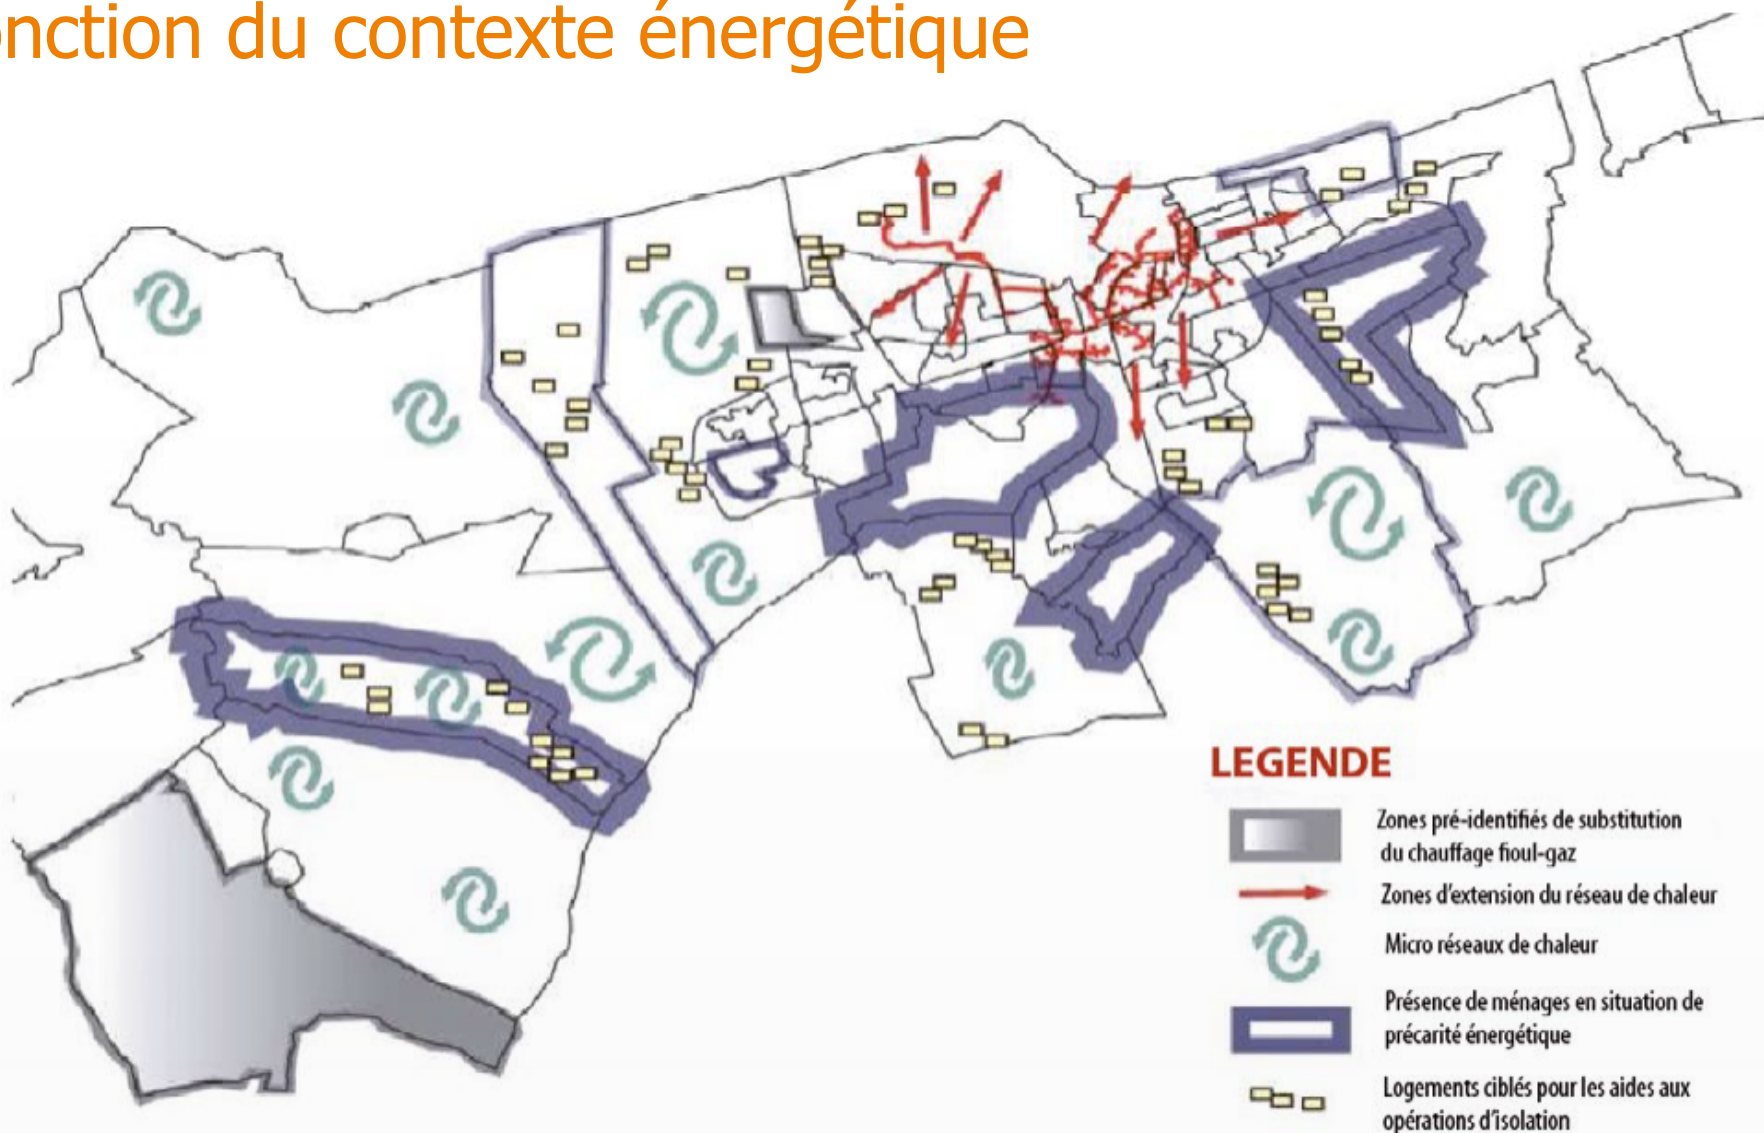 onction du contexte énergétique
LEGENDE
Zones pré-identifiés de substitution
du chauffage fioul-gaz
Zones d'extension du réseau de chaleur
Micro réseaux de chaleur
Présence de ménages en situation de
précarité énergétique
Logements ciblés pour les aides aux
opérations d'isolation